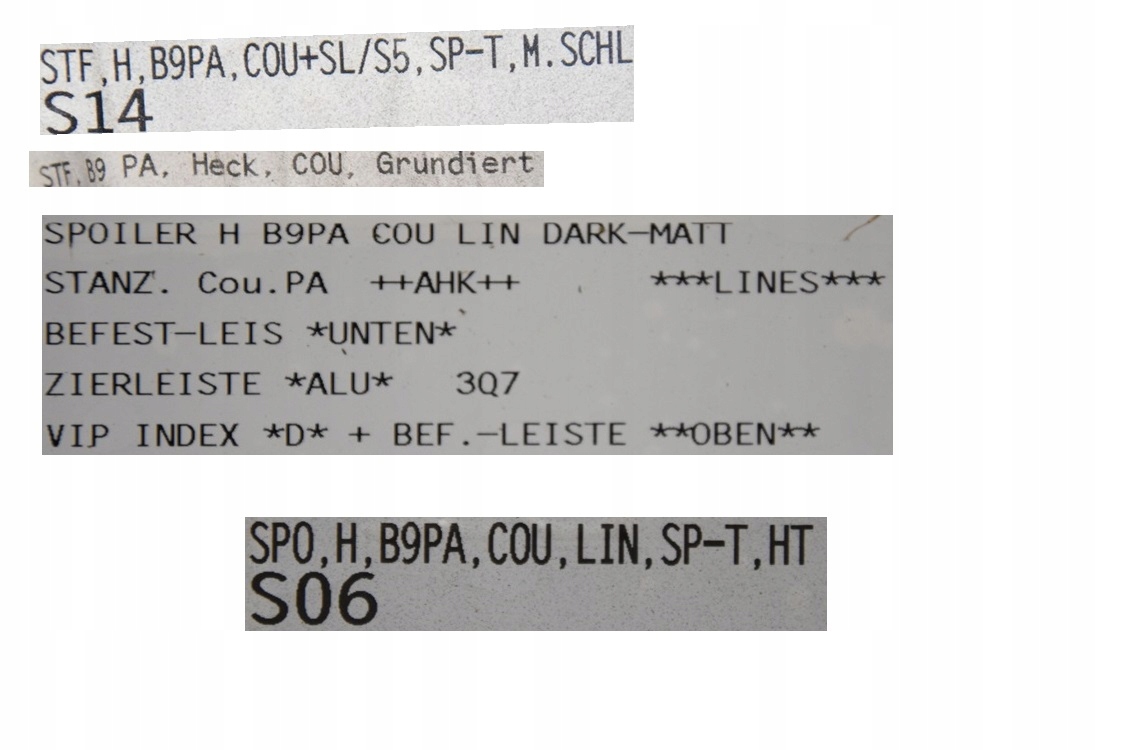 STF,H,B9PA,COU+SL/S5,SP-T,M.SCHL
S14
STF, B9 PA, Heck, COU, Grundiert
SPOILER H B9PA COU LIN DARK-MATT
STANZ. Cou.PA ++AHK++ ***LINES***
BEFEST-LEIS *UNTEN*
ZIERLEISTE *ALU* 3Q7
VIP INDEX *D* + BEF.-LEISTE **OBEN**
SPO,H,B9PA,COU,LIN,SP-T,HT
S06